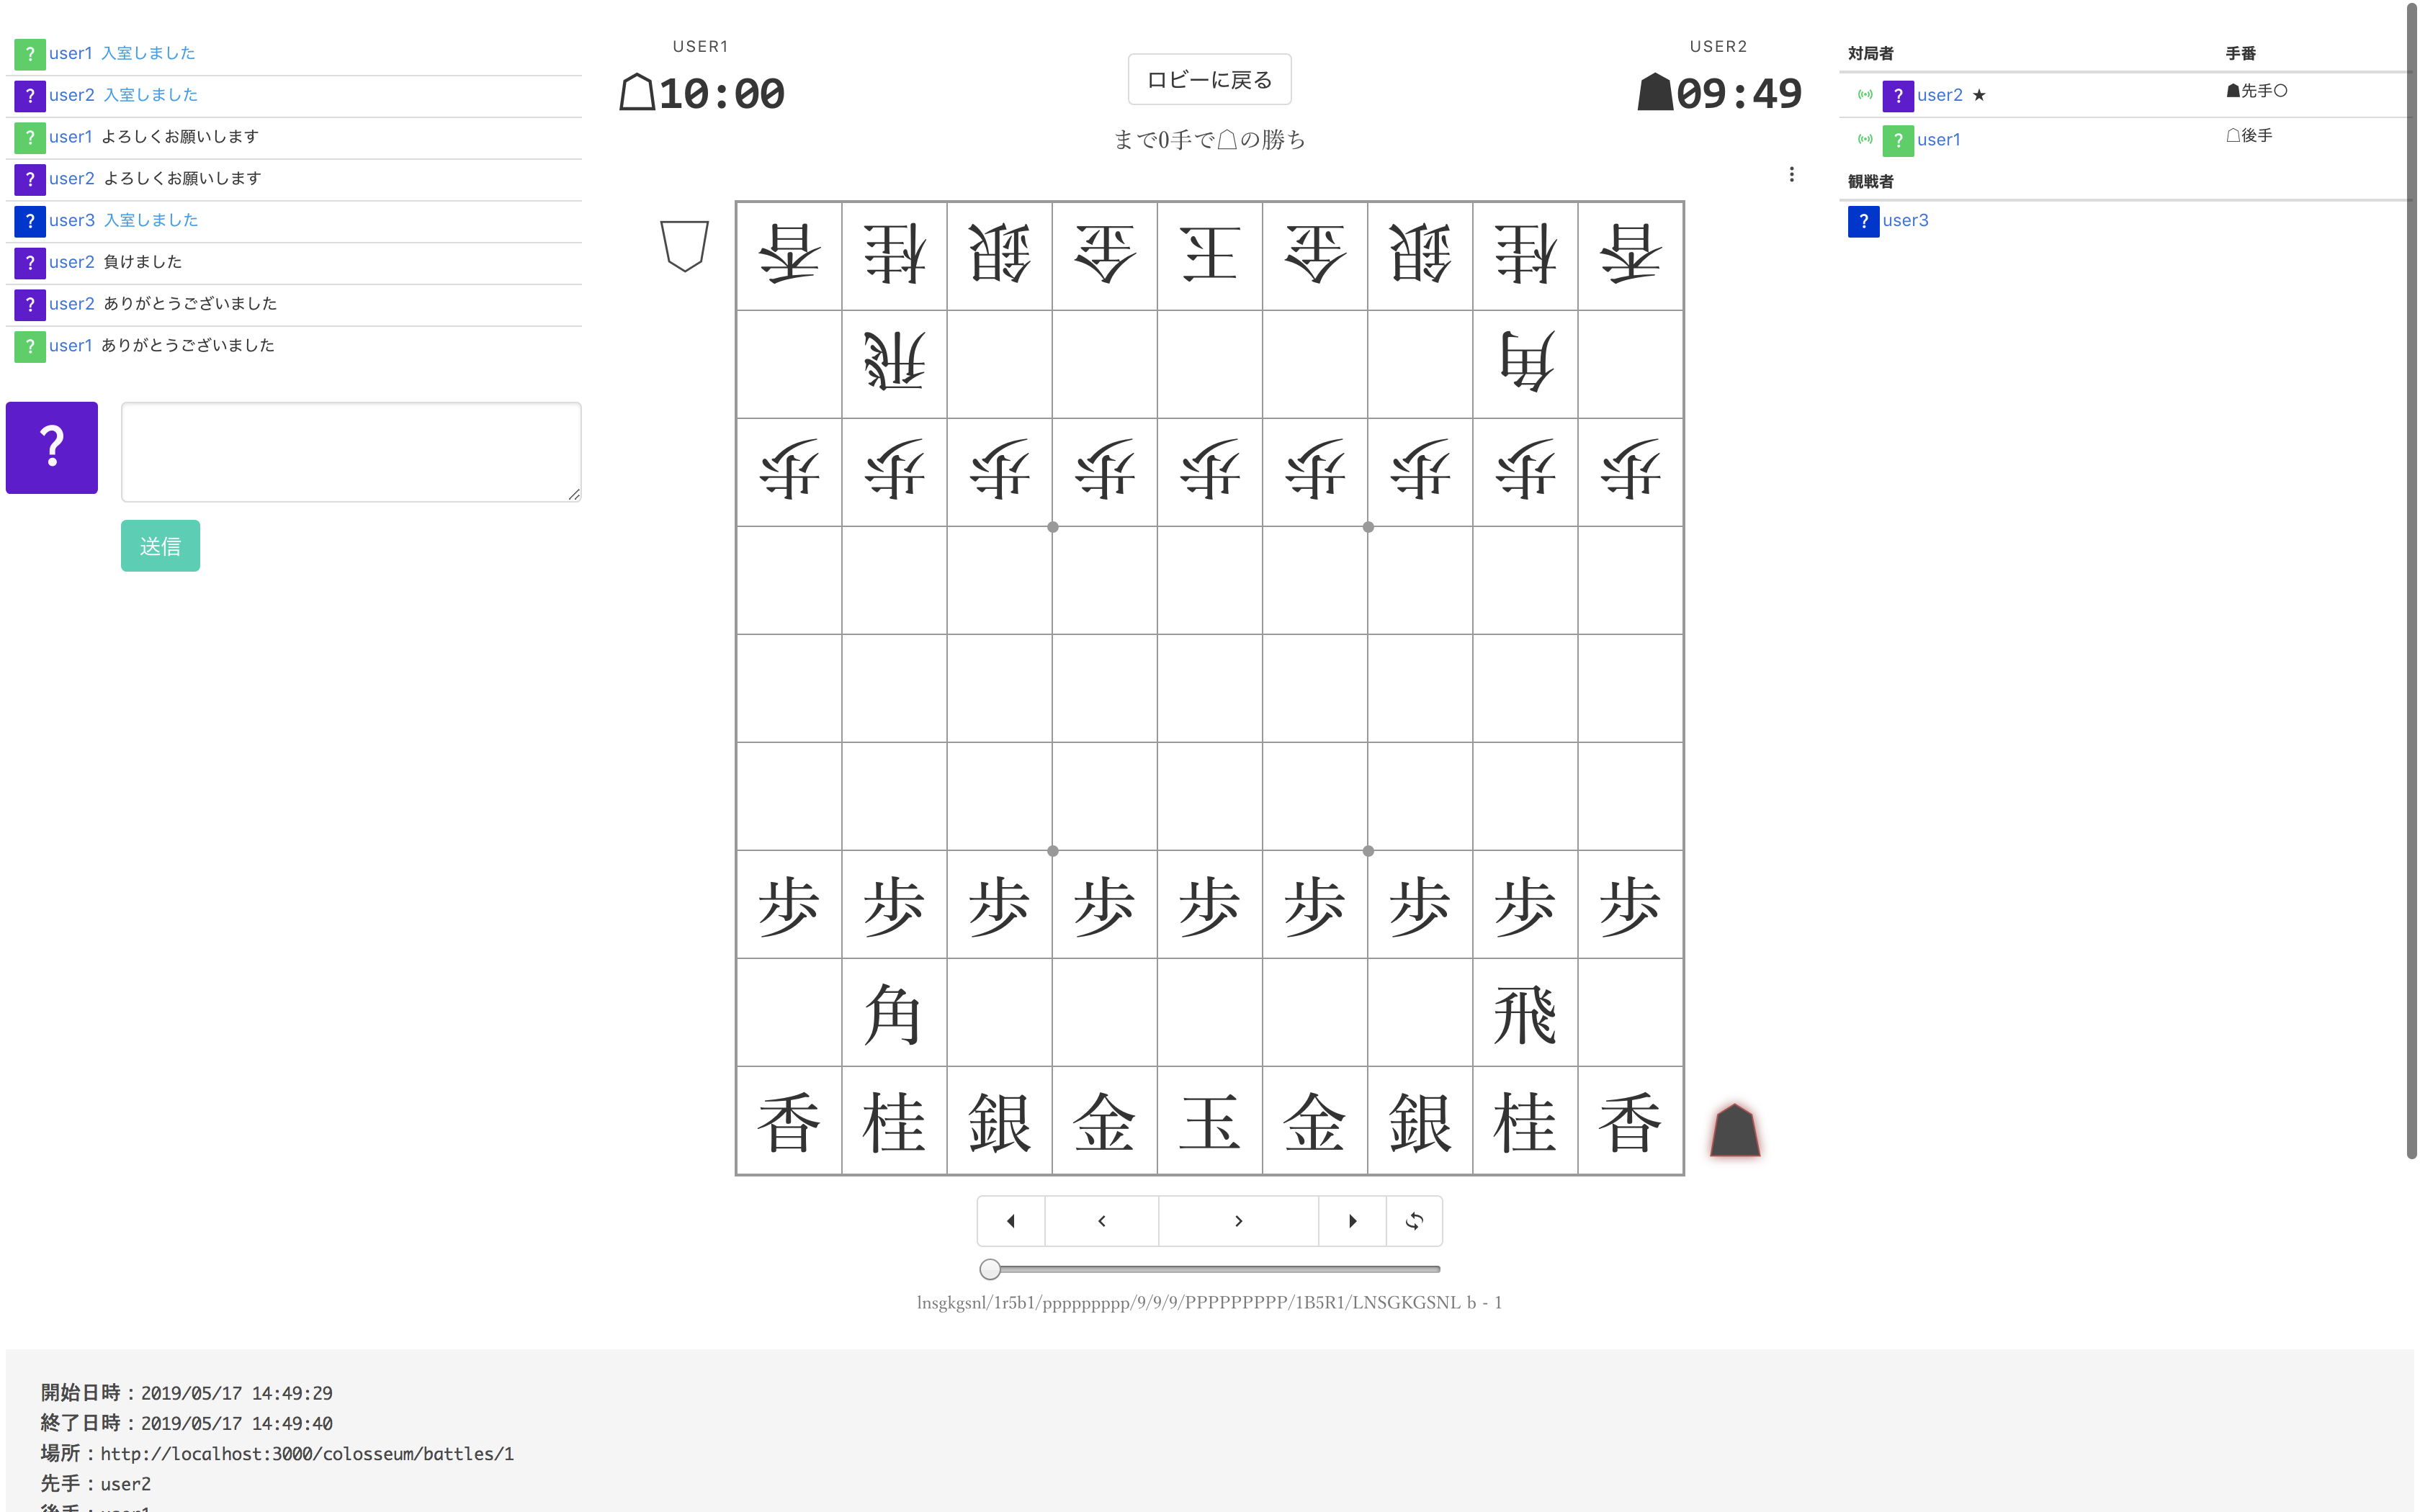 ? user1 入室しました
? user2 入室しました
? user1 よろしくお願いします
? user2 よろしくお願いします
? user3 入室しました
? user2 負けました
? user2 ありがとうございました
? user1 ありがとうございました
?
送信
USER1
☖10:00
ロビーに戻る
まで0手で☖の勝ち
USER2
☗09:49
香 桂 銀 金 王 金 銀 桂 香
飛 角
歩 歩 歩 歩 歩 歩 歩 歩 歩
歩 歩 歩 歩 歩 歩 歩 歩 歩
角 飛
香 桂 銀 金 玉 金 銀 桂 香
lnsgkgsnl/1r5b1/ppppppppp/9/9/9/PPPPPPPPP/1B5R1/LNSGKGSNL b - 1
対局者 手番
? user2 ★ ☗先手〇
? user1 ☖後手
観戦者
? user3
開始日時：2019/05/17 14:49:29
終了日時：2019/05/17 14:49:40
場所：http://localhost:3000/colosseum/battles/1
先手：user2
後手：user1